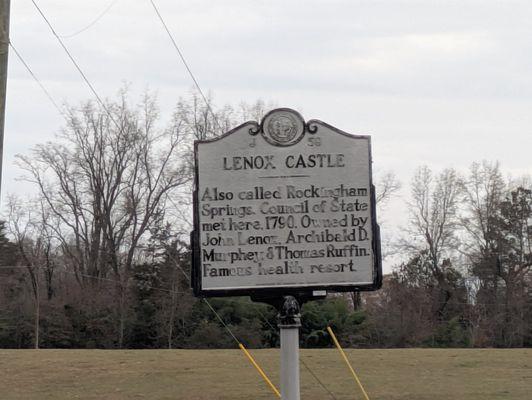 J 56
LENOX CASTLE
Also called Rockingham
Springs. Council of State
met here, 1790. Owned by
John Lenox, Archibald D.
Murphey, & Thomas Ruffin.
Famous health resort.